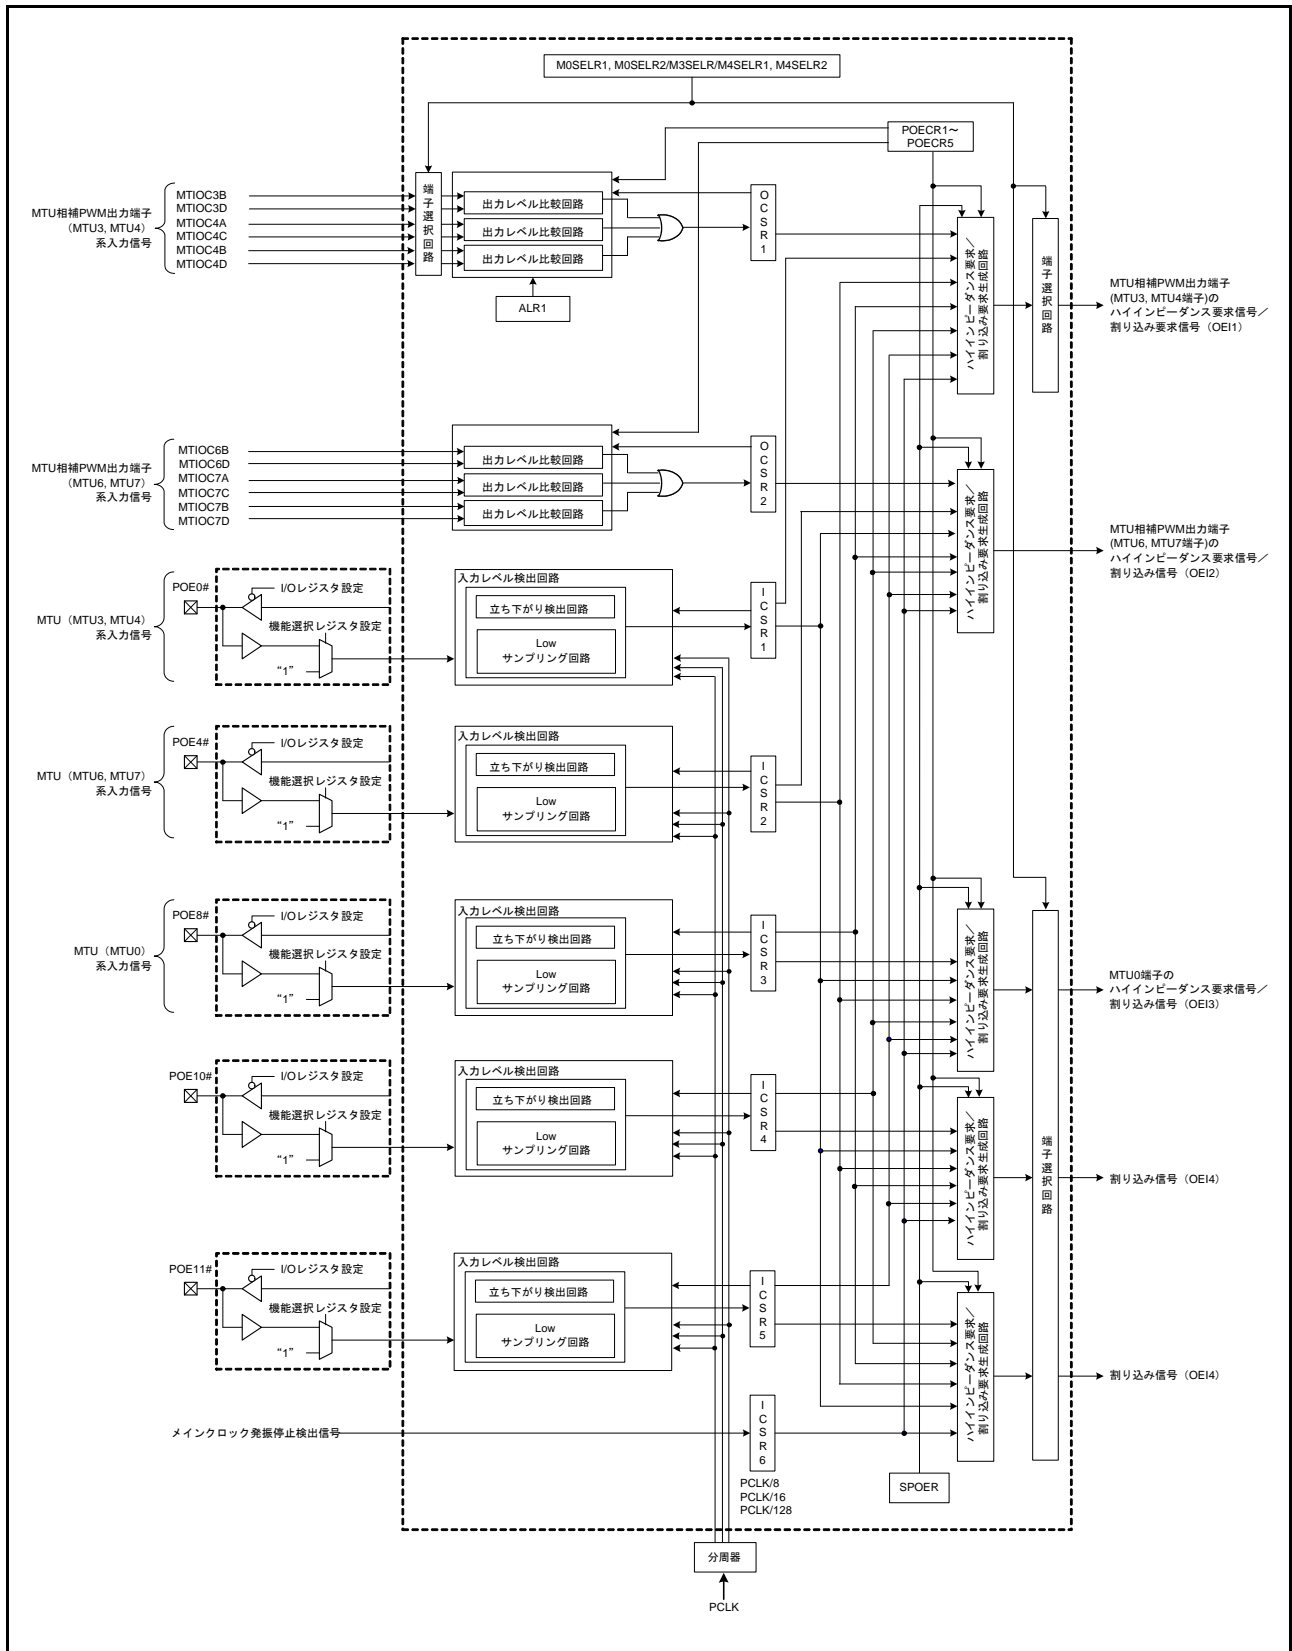 M0SELR1, M0SELR2/M3SELR/M4SELR1, M4SELR2
POECR1～
POECR5
MTU相補PWM出力端子
（MTU3, MTU4）
系入力信号
MTIOC3B
MTIOC3D
MTIOC4A
MTIOC4C
MTIOC4B
MTIOC4D
端子選択回路
出力レベル比較回路
出力レベル比較回路
出力レベル比較回路
ALR1
OCSR1
ハイインピーダンス要求／
割り込み要求生成回路
端子選択回路
MTU相補PWM出力端子
(MTU3, MTU4端子)の
ハイインピーダンス要求信号／
割り込み要求信号（OEI1）
MTU相補PWM出力端子
（MTU6, MTU7）
系入力信号
MTIOC6B
MTIOC6D
MTIOC7A
MTIOC7C
MTIOC7B
MTIOC7D
出力レベル比較回路
出力レベル比較回路
出力レベル比較回路
OCSR2
ハイインピーダンス要求／
割り込み要求生成回路
MTU相補PWM出力端子
(MTU6, MTU7端子)の
ハイインピーダンス要求信号／
割り込み信号（OEI2）
MTU（MTU3, MTU4）
系入力信号
POE0#
I/Oレジスタ設定
機能選択レジスタ設定
“1”
入力レベル検出回路
立ち下がり検出回路
Low
サンプリング回路
ICSR1
MTU（MTU6, MTU7）
系入力信号
POE4#
I/Oレジスタ設定
機能選択レジスタ設定
“1”
入力レベル検出回路
立ち下がり検出回路
Low
サンプリング回路
ICSR2
MTU（MTU0）
系入力信号
POE8#
I/Oレジスタ設定
機能選択レジスタ設定
“1”
入力レベル検出回路
立ち下がり検出回路
Low
サンプリング回路
ICSR3
ハイインピーダンス要求／
割り込み要求生成回路
端子選択回路
MTU0端子の
ハイインピーダンス要求信号／
割り込み信号（OEI3）
POE10#
I/Oレジスタ設定
機能選択レジスタ設定
“1”
入力レベル検出回路
立ち下がり検出回路
Low
サンプリング回路
ICSR4
ハイインピーダンス要求／
割り込み要求生成回路
割り込み信号（OEI4）
POE11#
I/Oレジスタ設定
機能選択レジスタ設定
“1”
入力レベル検出回路
立ち下がり検出回路
Low
サンプリング回路
ICSR5
ハイインピーダンス要求／
割り込み要求生成回路
割り込み信号（OEI4）
メインクロック発振停止検出信号
ICSR6
PCLK/8
PCLK/16
PCLK/128
SPOER
分周器
PCLK